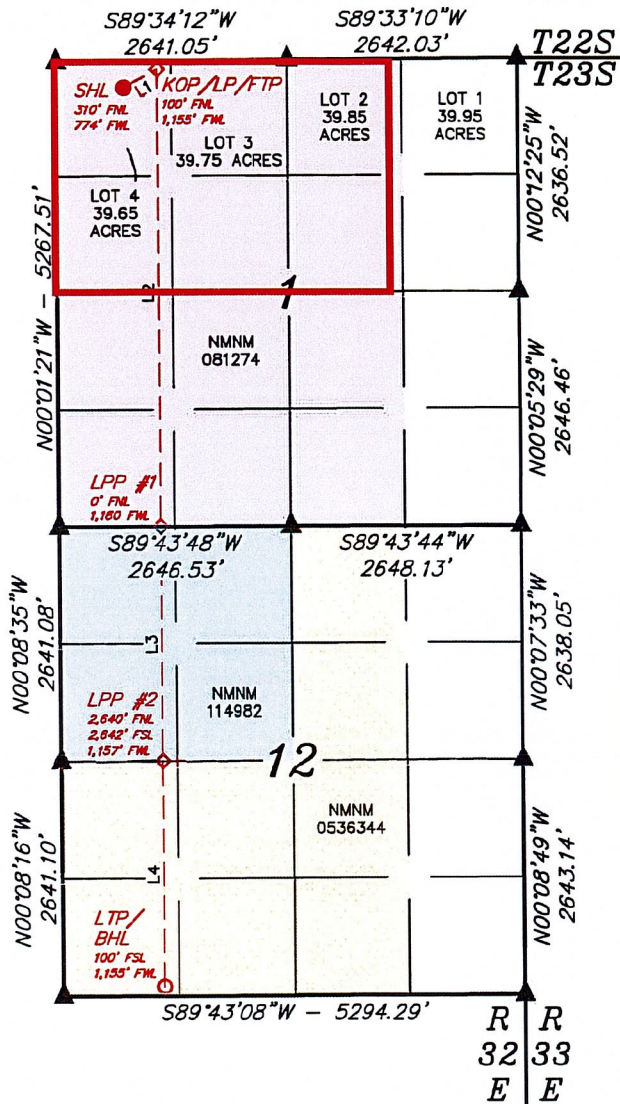 S89°34'12"W
2641.05'
S89°33'10"W
2642.03'
T22S
T23S
SHL
310' FNL
774' FWL
L1
KOP/LP/FTP
100' FNL
1,155' FWL
LOT 2
39.85
ACRES
LOT 1
39.95
ACRES
LOT 3
39.75 ACRES
LOT 4
39.65
ACRES
N00°12'25"W
2636.52'
N00°01'21"W – 5267.51'
L2
1
NMNM
081274
N00°05'29"W
2646.46'
LPP #1
0' FNL
1,160 FWL
S89°43'48"W
2646.53'
S89°43'44"W
2648.13'
N00°08'35"W
2641.08'
L3
N00°07'33"W
2638.05'
LPP #2
2,640' FNL
2,642' FSL
1,157' FWL
NMNM
114982
12
NMNM
0536344
N00°08'16"W
2641.10'
L4
N00°08'49"W
2643.14'
LTP/
BHL
100' FSL
1,155' FWL
S89°43'08"W – 5294.29'
R R
32 33
E E